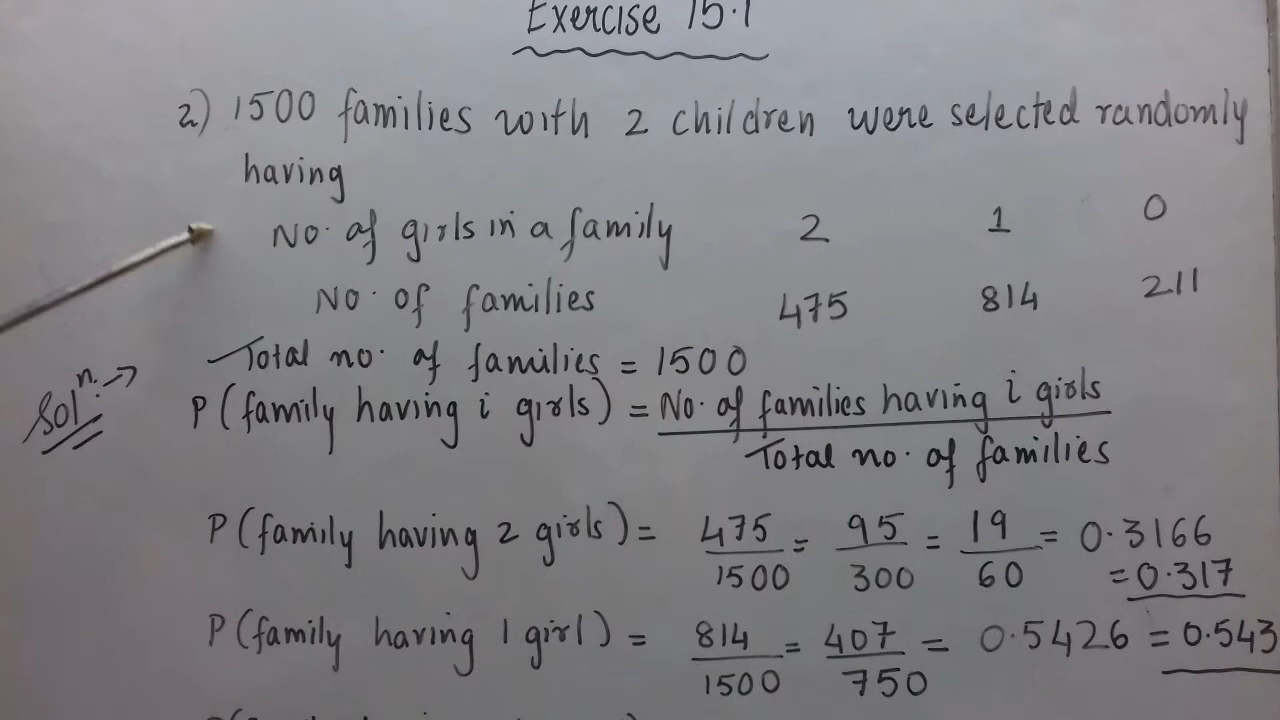 Exercise 15.1
2) 1500 families with 2 children were selected randomly
having
No. of girls in a family 2 1 0
No. of families 475 814 211
Total no. of families = 1500
Solⁿ. → P (family having i girls) = No. of families having i girls / Total no. of families
P (family having 2 girls) = 475/1500 = 95/300 = 19/60 = 0.3166
= 0.317
P (family having 1 girl) = 814/1500 = 407/750 = 0.5426 = 0.543